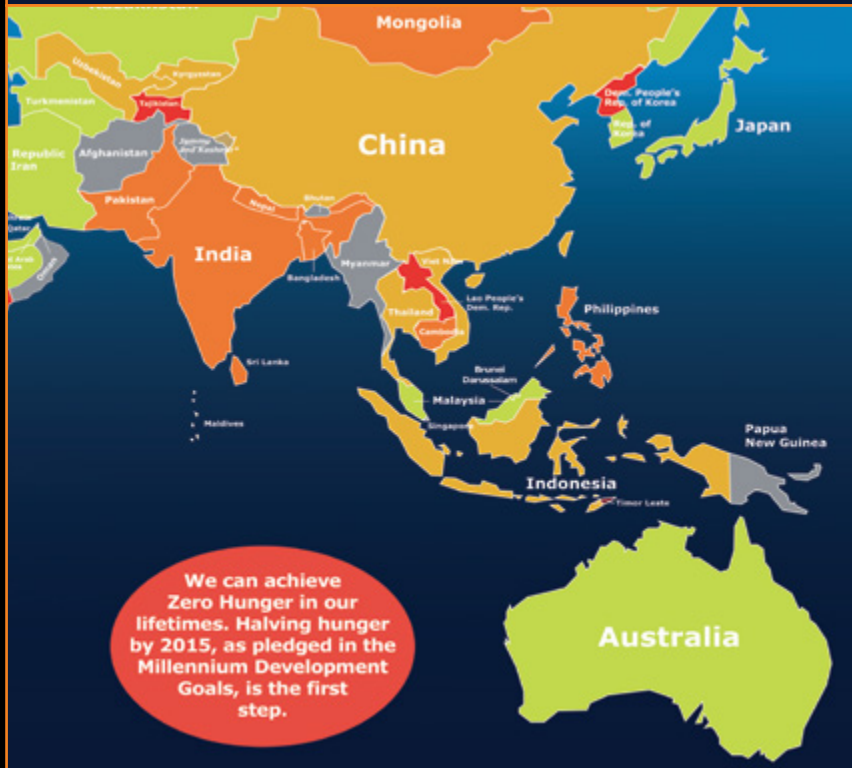 Mongolia
Uzbekistan
Kyrgyzstan
Turkmenistan
Tajikistan
Dem. People's
Rep. of Korea
Rep. of
Korea
Japan
China
Republic
Iran
Afghanistan
Jammu
and Kashmir*
Pakistan
Nepal
Bhutan
Qatar
Oman
India
Myanmar
Viet Nam
Bangladesh
Lao People's
Dem. Rep.
Thailand
Philippines
Cambodia
Sri Lanka
Brunei
Darussalam
Malaysia
Maldives
Singapore
Papua
New Guinea
Indonesia
Timor Leste
We can achieve
Zero Hunger in our
lifetimes. Halving hunger
by 2015, as pledged in the
Millennium Development
Goals, is the first
step.
Australia